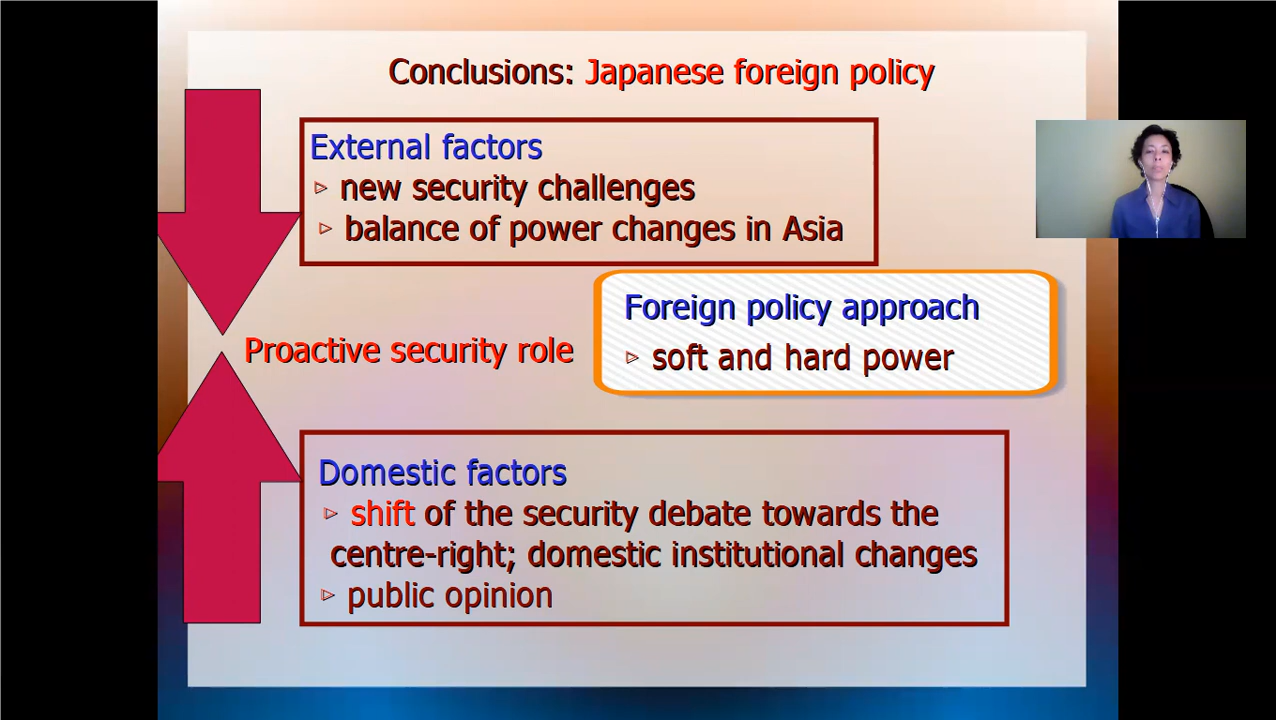 Conclusions: Japanese foreign policy
External factors
▹ new security challenges
▹ balance of power changes in Asia
Foreign policy approach
▹ soft and hard power
Proactive security role
Domestic factors
▹ shift of the security debate towards the
centre-right; domestic institutional changes
▹ public opinion